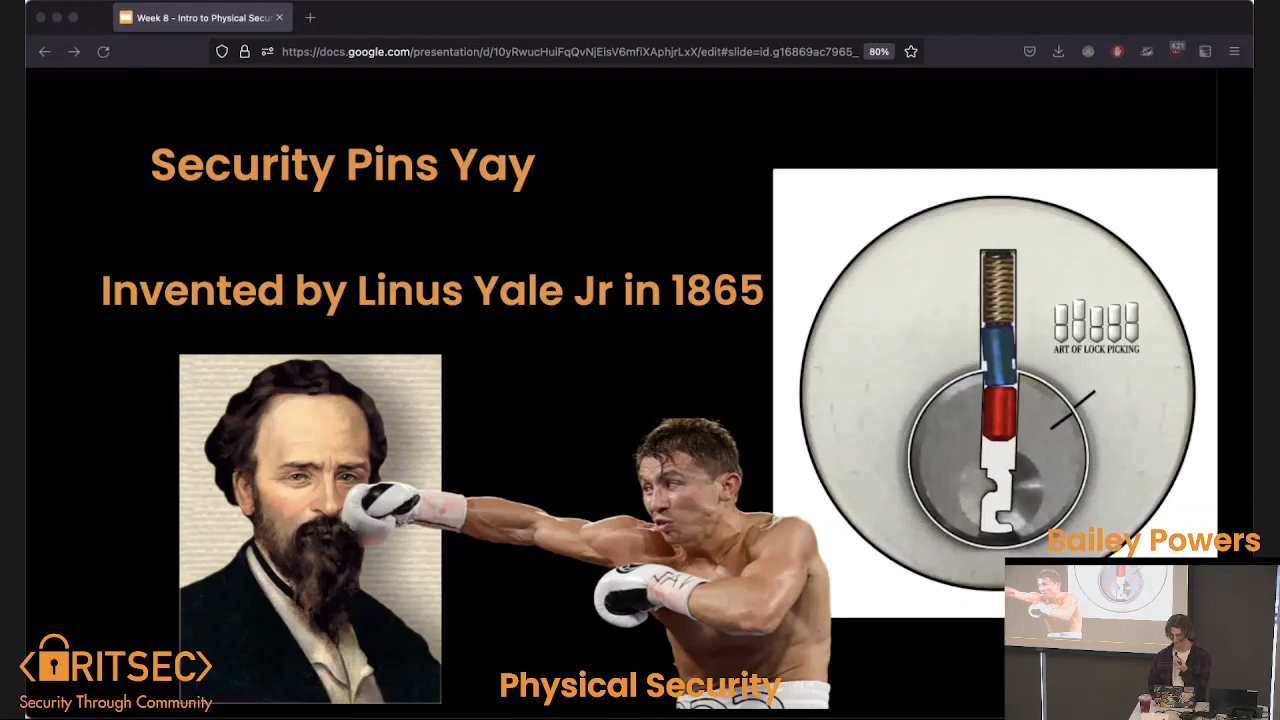 Week 8 - Intro to Physical Secur
https://docs.google.com/presentation/d/10yRwucHuiFqQvNjEisV6mfiXAphjrLxX/edit#slide=id.g16869ac7965_
80%
421
Security Pins Yay
Invented by Linus Yale Jr in 1865
ART OF LOCK PICKING
Bailey Powers
RITSEC
Security Through Community
Physical Security